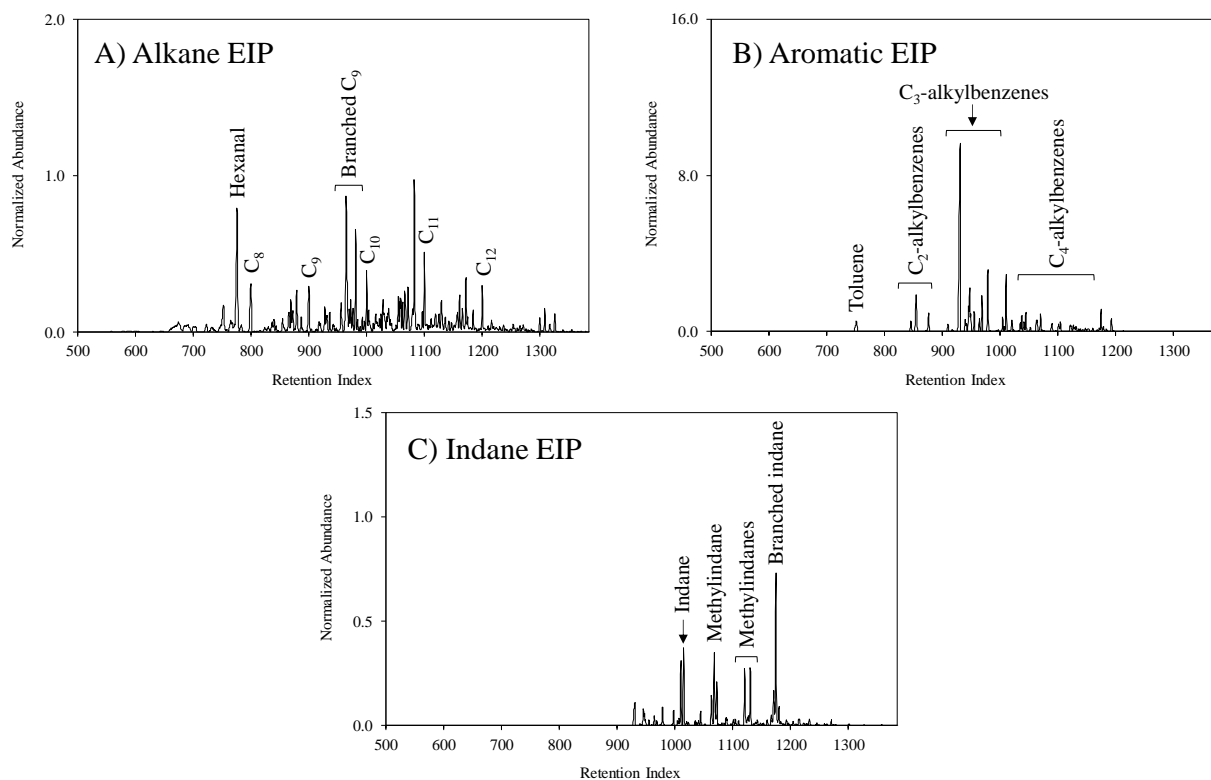 A) Alkane EIP
2.0
1.0
0.0
Normalized Abundance
Hexanal
C8
C9
Branched C9
C10
C11
C12
500 600 700 800 900 1000 1100 1200 1300
Retention Index
B) Aromatic EIP
16.0
8.0
0.0
Normalized Abundance
Toluene
C2-alkylbenzenes
C3-alkylbenzenes
C4-alkylbenzenes
500 600 700 800 900 1000 1100 1200 1300
Retention Index
C) Indane EIP
1.5
1.0
0.5
0.0
Normalized Abundance
Indane
Methylindane
Methylindanes
Branched indane
500 600 700 800 900 1000 1100 1200 1300
Retention Index